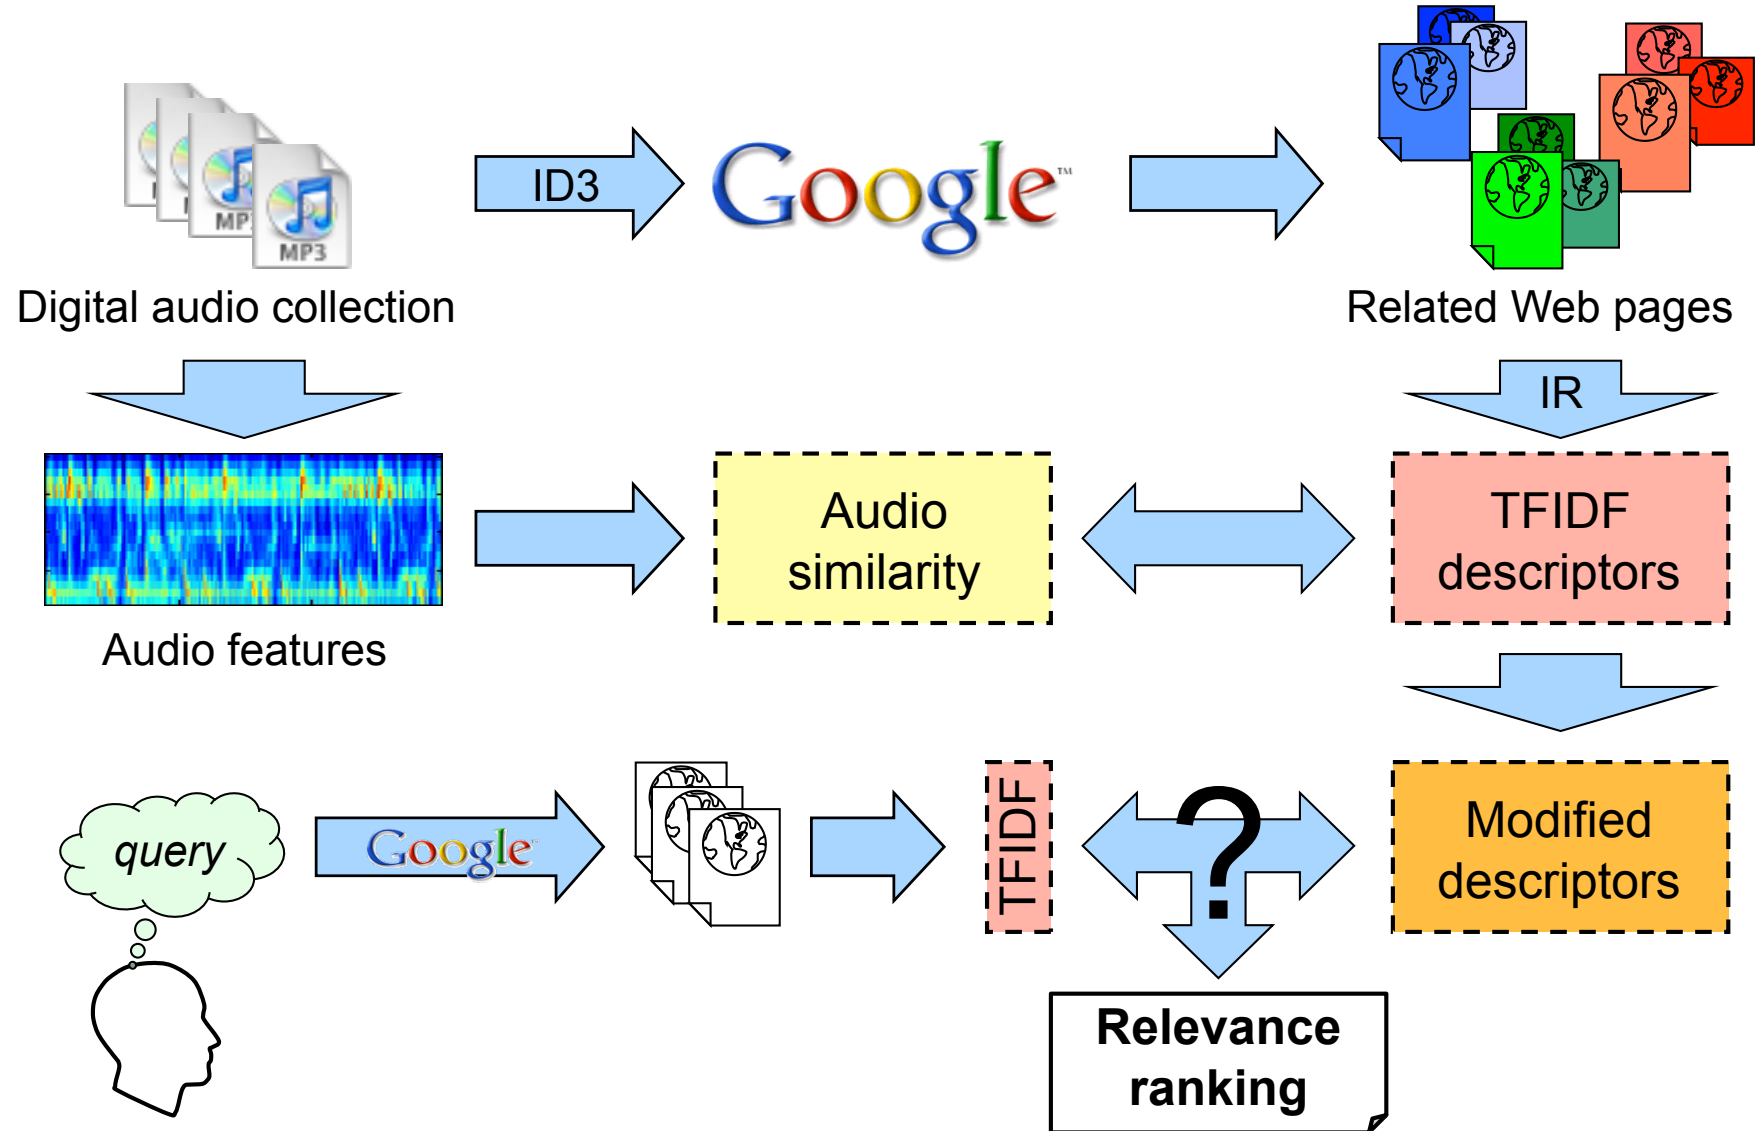 MP3
ID3
Google™
Digital audio collection
Related Web pages
IR
Audio
similarity
TFIDF
descriptors
Audio features
query
Google
TFIDF
?
Modified
descriptors
Relevance
ranking